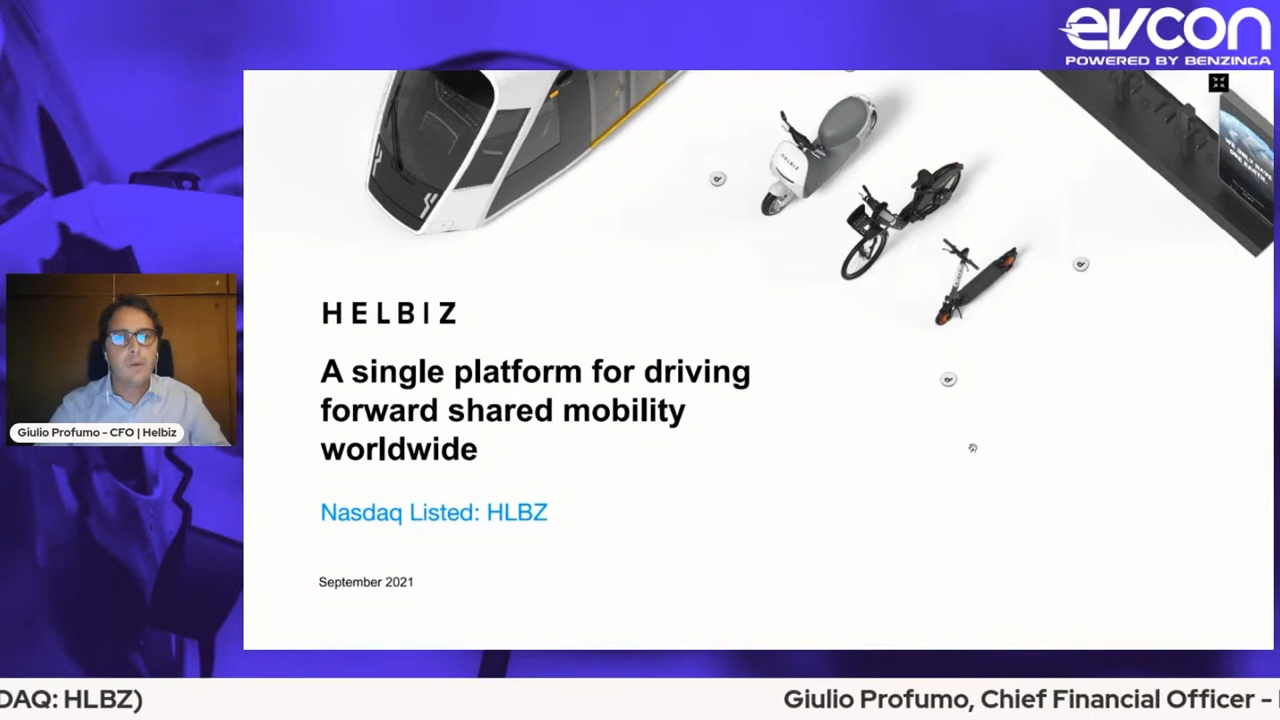 evcon
POWERED BY BENZINGA
HELBIZ
A single platform for driving
forward shared mobility
worldwide
Nasdaq Listed: HLBZ
September 2021
Giulio Profumo - CFO | Helbiz
DAQ: HLBZ)
Giulio Profumo, Chief Financial Officer -